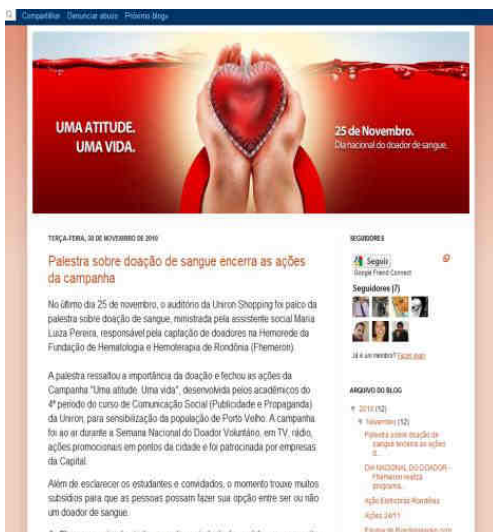 Compartilhar Denunciar abuso Próximo blog»
UMA ATITUDE.
UMA VIDA.
25 de Novembro.
Dia nacional do doador de sangue.
TERÇA-FEIRA, 30 DE NOVEMBRO DE 2010
Palestra sobre doação de sangue encerra as ações
da campanha
No último dia 25 de novembro, o auditório da Uniron Shopping foi palco da
palestra sobre doação de sangue, ministrada pela assistente social Maria
Luiza Pereira, responsável pela captação de doadores na Hemorede da
Fundação de Hematologia e Hemoterapia de Rondônia (Fhemeron).
A palestra ressaltou a importância da doação e fechou as ações da
Campanha "Uma atitude. Uma vida", desenvolvida pelos acadêmicos do
4º período do curso de Comunicação Social (Publicidade e Propaganda)
da Uniron, para sensibilização da população de Porto Velho. A campanha
foi ao ar durante a Semana Nacional do Doador Voluntário, em TV, rádio,
ações promocionais em pontos da cidade e foi patrocinada por empresas
da Capital.
Além de esclarecer os estudantes e convidados, o momento trouxe muitos
subsídios para que as pessoas possam fazer sua opção entre ser ou não
um doador de sangue.
SEGUIDORES
Seguir
Google Friend Connect
Seguidores (7)
Já é um membro? Fazer login
ARQUIVO DO BLOG
▼ 2010 (12)
▼ Novembro (12)
Palestra sobre doação de
sangue encerra as ações
d...
DIA NACIONAL DO DOADOR -
Fhemeron realiza
programa...
Ação Eletrobrás Rondônia
Ações 24/11